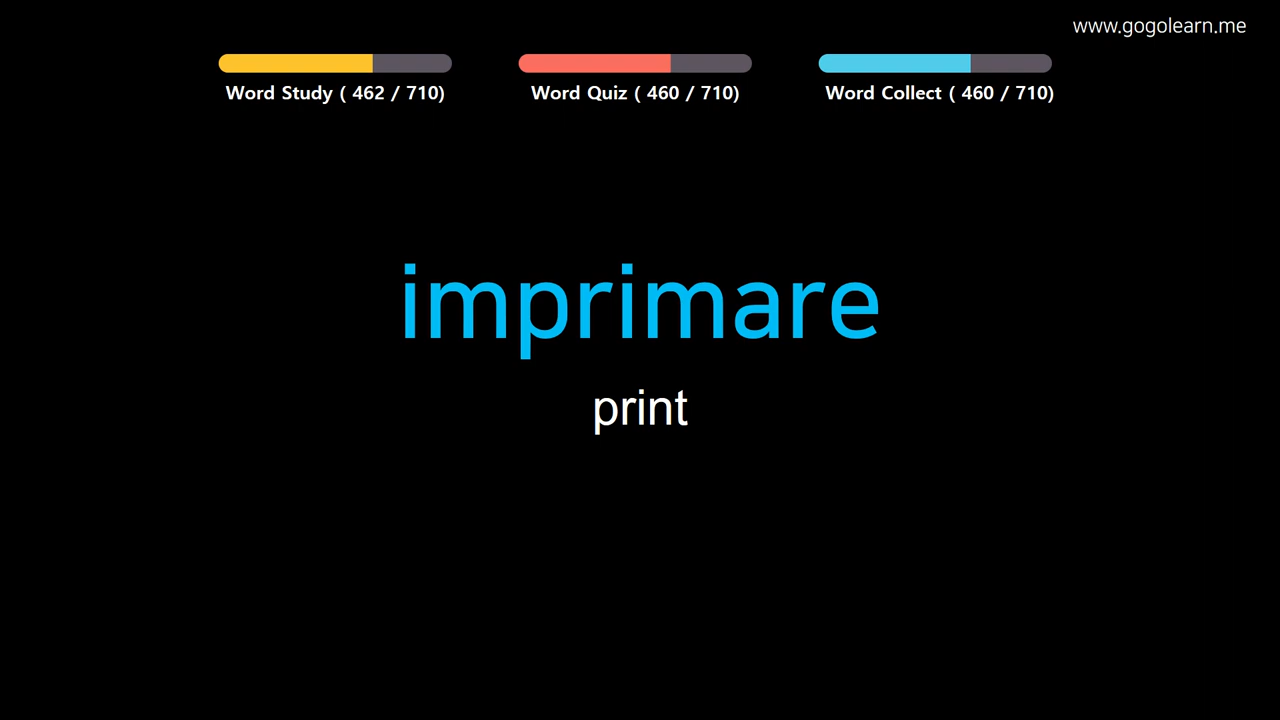 www.gogolearn.me
Word Study ( 462 / 710)
Word Quiz ( 460 / 710)
Word Collect ( 460 / 710)
imprimare
print